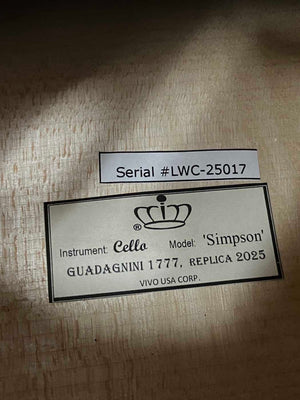 Serial #LWC-25017
®
Instrument: Cello Model: 'Simpson'
GUADAGNINI 1777, REPLICA 2025
VIVO USA CORP.